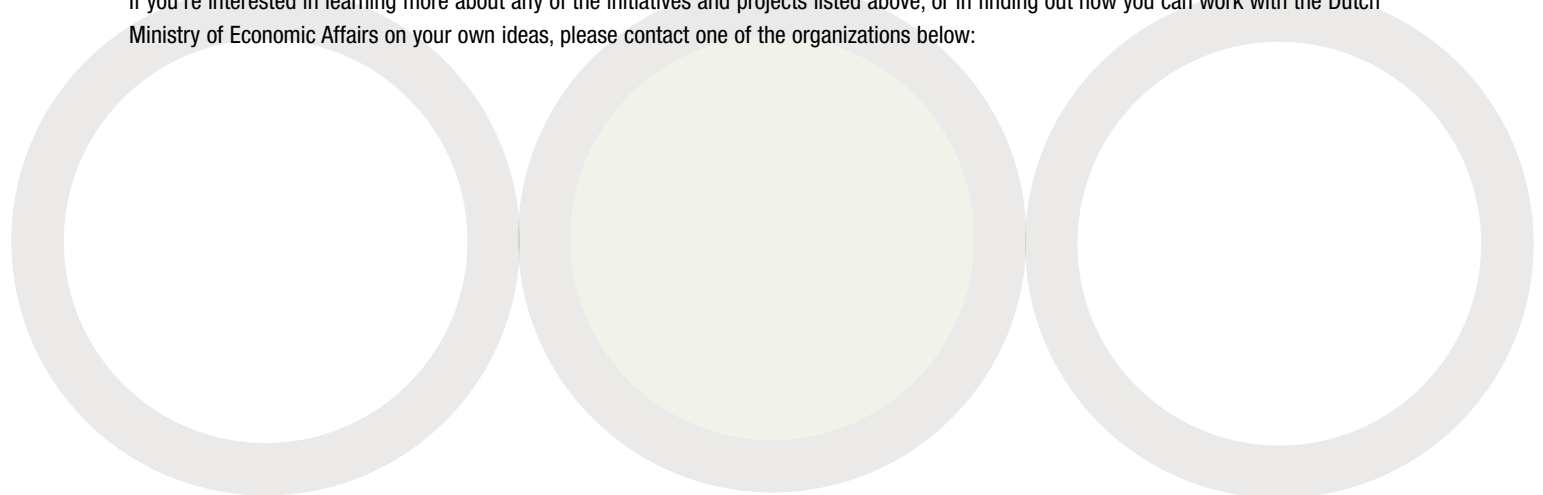 If you're interested in learning more about any of the initiatives and projects listed above, or in finding out how you can work with the Dutch
Ministry of Economic Affairs on your own ideas, please contact one of the organizations below: